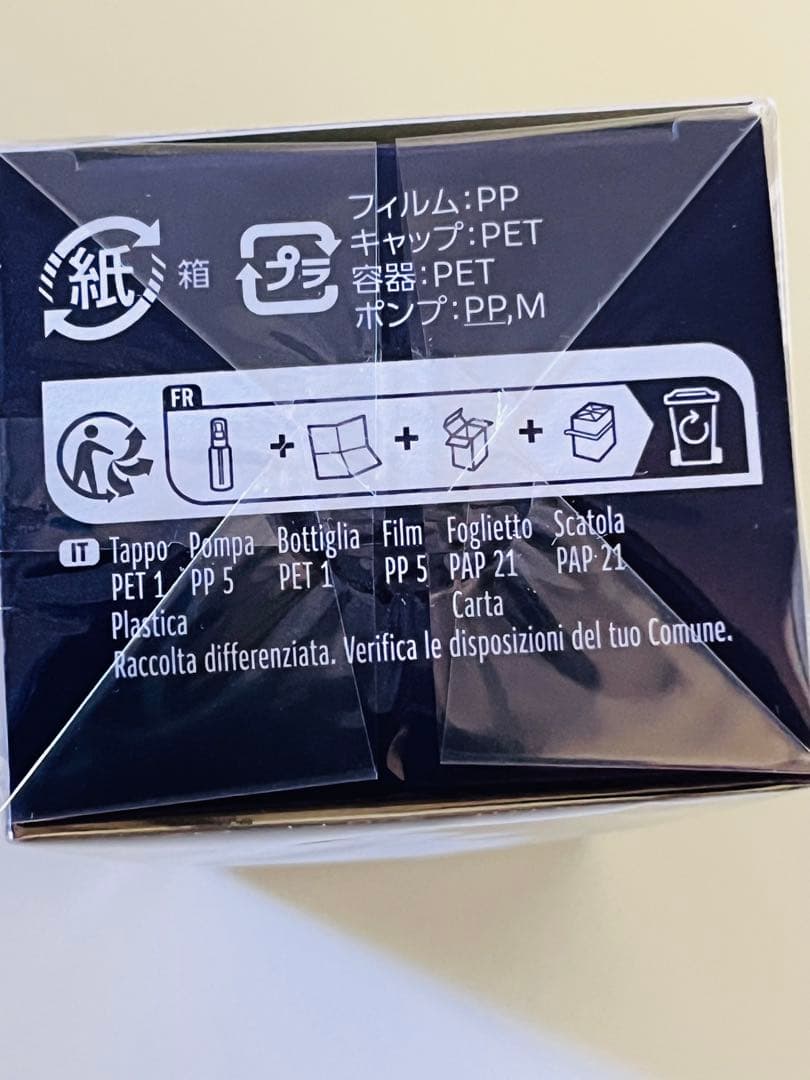 紙 箱
プラ
フィルム:PP
キャップ:PET
容器:PET
ポンプ:PP,M
FR
IT
Tappo Pompa Bottiglia Film Foglietto Scatola
PET 1 PP 5 PET 1 PP 5 PAP 21 PAP 21
Plastica Carta
Raccolta differenziata. Verifica le disposizioni del tuo Comune.